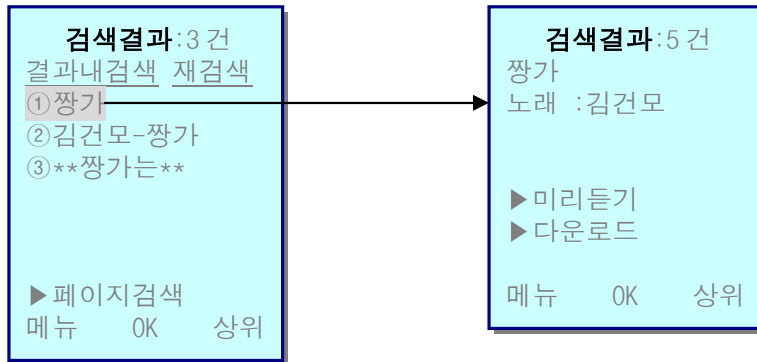 검색결과:3건
결과내검색 재검색
①짱가
②김건모-짱가
③**짱가는**
▶페이지검색
메뉴 OK 상위
검색결과:5건
짱가
노래 :김건모
▶미리듣기
▶다운로드
메뉴 OK 상위